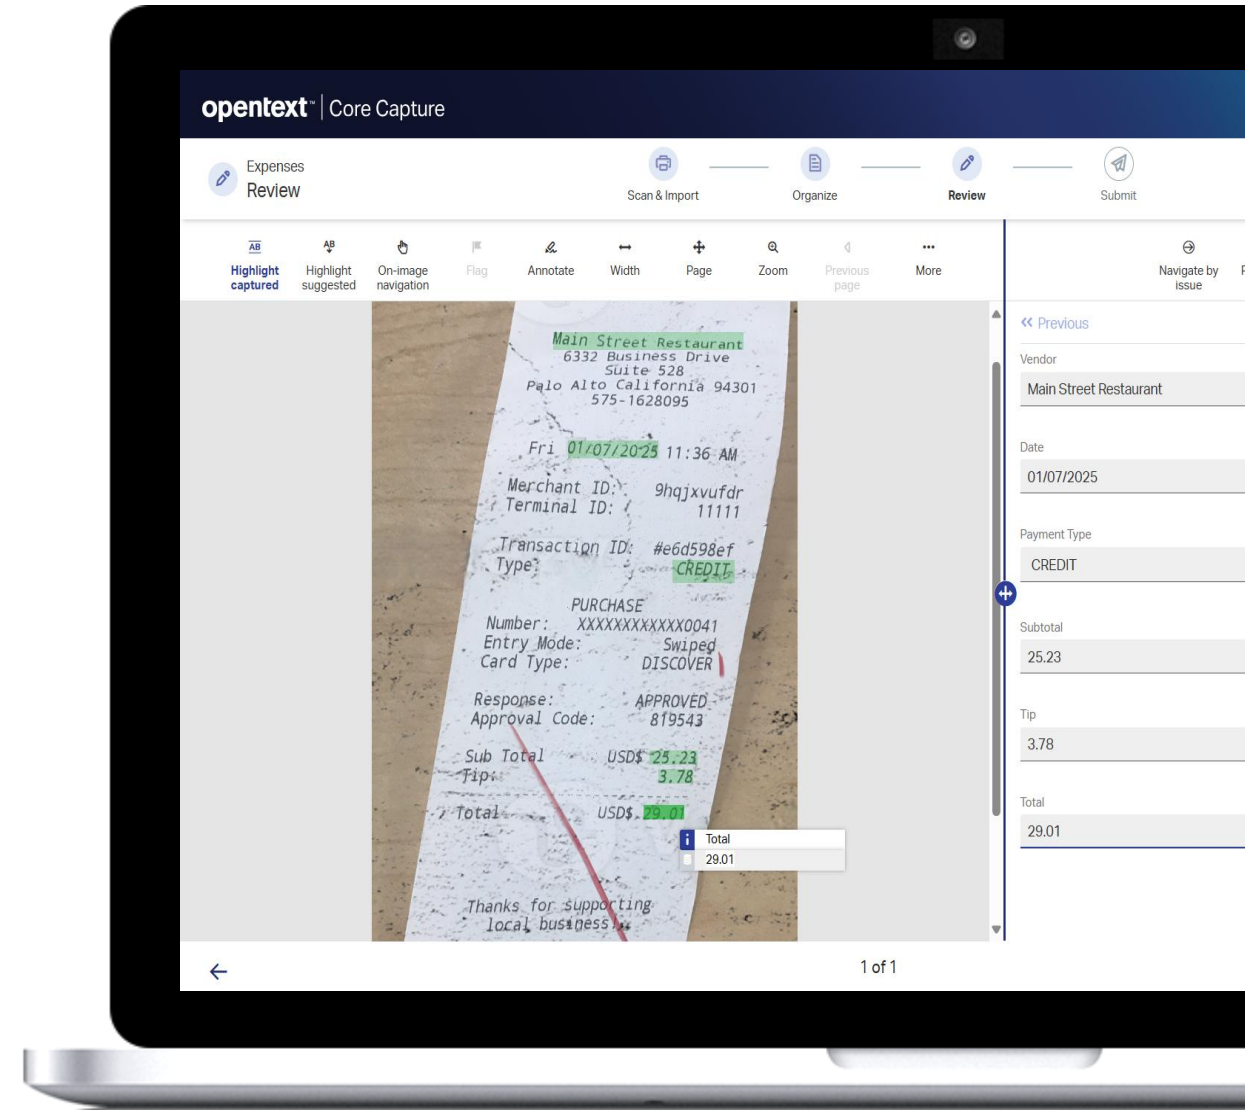 opentext™ | Core Capture
Expenses
Review
Scan & Import
Organize
Review
Submit
Highlight captured
Highlight suggested
On-image navigation
Flag
Annotate
Width
Page
Zoom
Previous page
More
Navigate by issue
Main Street Restaurant
6332 Business Drive
Suite 528
Palo Alto California 94301
575-1628095
Fri 01/07/2025 11:36 AM
Merchant ID: 9hqjxvufdr
Terminal ID: 11111
Transaction ID: #e6d598ef
Type: CREDIT
PURCHASE
Number: XXXXXXXXXXXX0041
Entry Mode: Swiped
Card Type: DISCOVER
Response: APPROVED
Approval Code: 819543
Sub Total USD$ 25.23
Tip: 3.78
Total USD$ 29.01
Total
29.01
Thanks for supporting
local business!
<< Previous
Vendor
Main Street Restaurant
Date
01/07/2025
Payment Type
CREDIT
Subtotal
25.23
Tip
3.78
Total
29.01
1 of 1